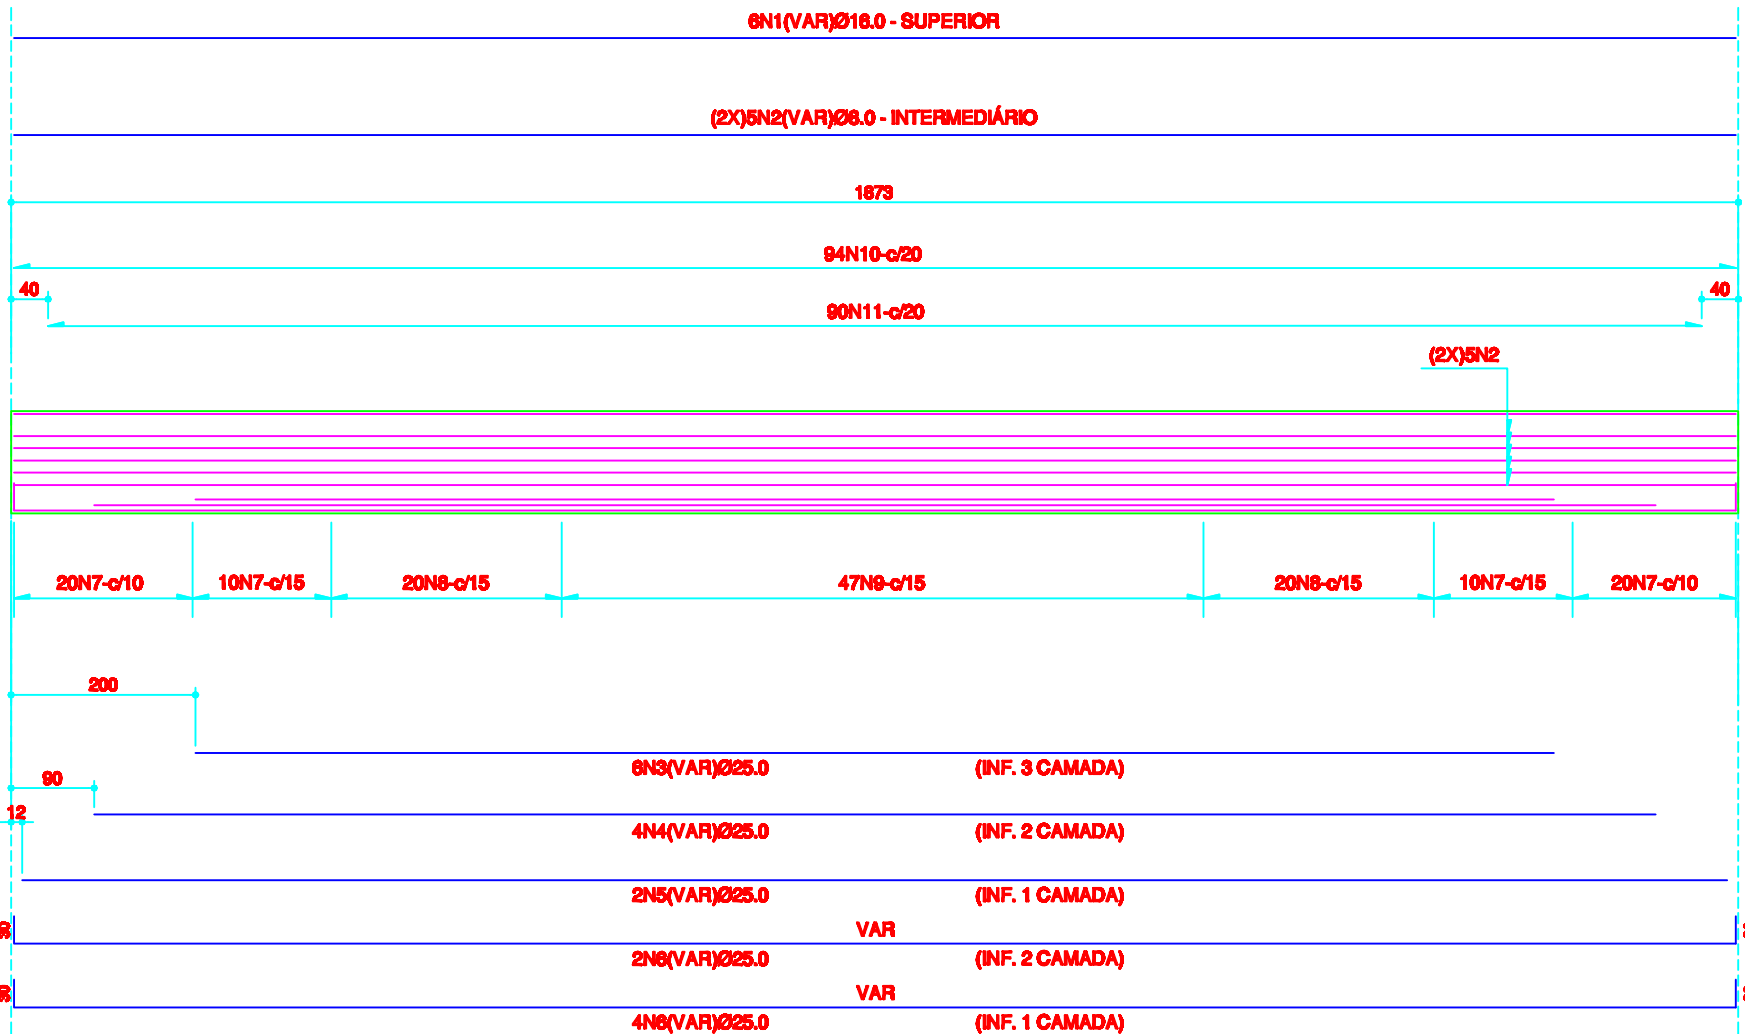 6N1(VAR)Ø16.0 - SUPERIOR
(2X)5N2(VAR)Ø8.0 - INTERMEDIÁRIO
1873
94N10-c/20
40
40
90N11-c/20
(2X)5N2
20N7-c/10
10N7-c/15
20N8-c/15
47N9-c/15
20N8-c/15
10N7-c/15
20N7-c/10
200
6N3(VAR)Ø25.0 (INF. 3 CAMADA)
90
12
4N4(VAR)Ø25.0 (INF. 2 CAMADA)
2N5(VAR)Ø25.0 (INF. 1 CAMADA)
VAR
2N6(VAR)Ø25.0 (INF. 2 CAMADA)
VAR
4N6(VAR)Ø25.0 (INF. 1 CAMADA)